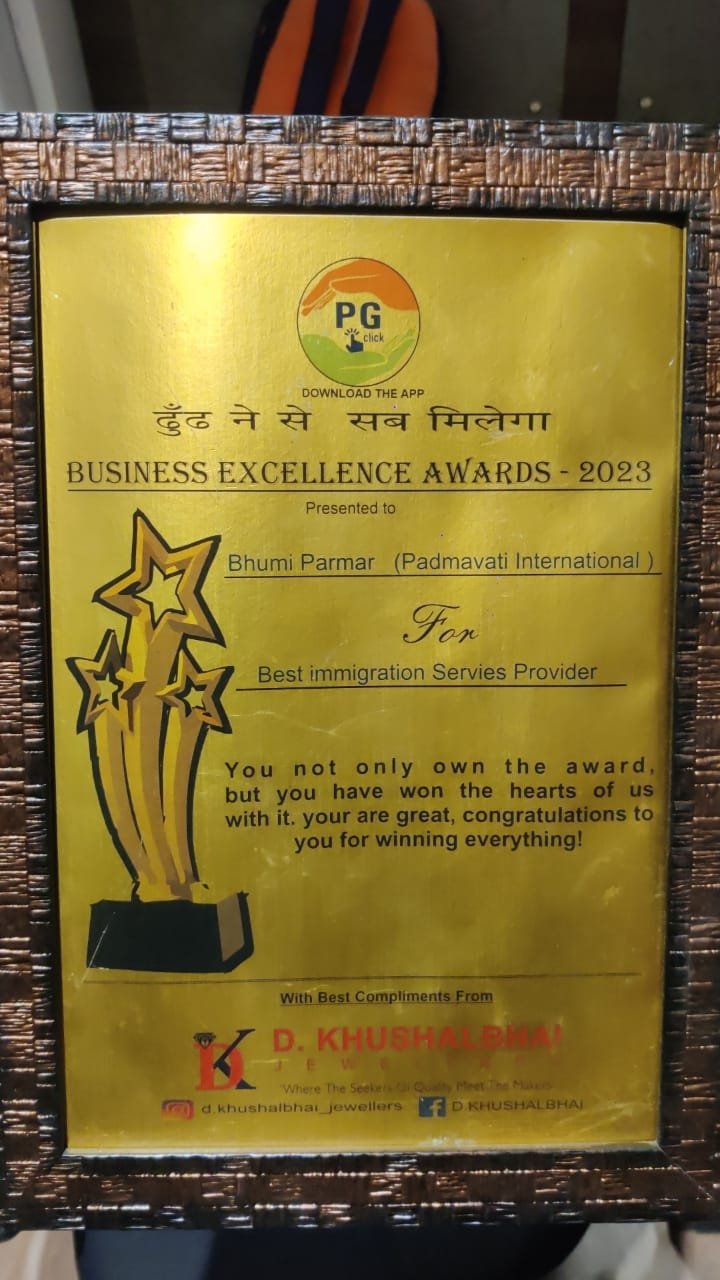 PG
click
DOWNLOAD THE APP
ढुँढ ने से सब मिलेगा
BUSINESS EXCELLENCE AWARDS - 2023
Presented to
Bhumi Parmar (Padmavati International )
For
Best immigration Servies Provider
You not only own the award,
but you have won the hearts of us
with it. your are great, congratulations to
you for winning everything!
With Best Compliments From
DK
D. KHUSHALBHAI
JEWELLERS
"Where The Seekers Of Quality Meet The Makers"
d.khushalbhai_jewellers D.KHUSHALBHAI